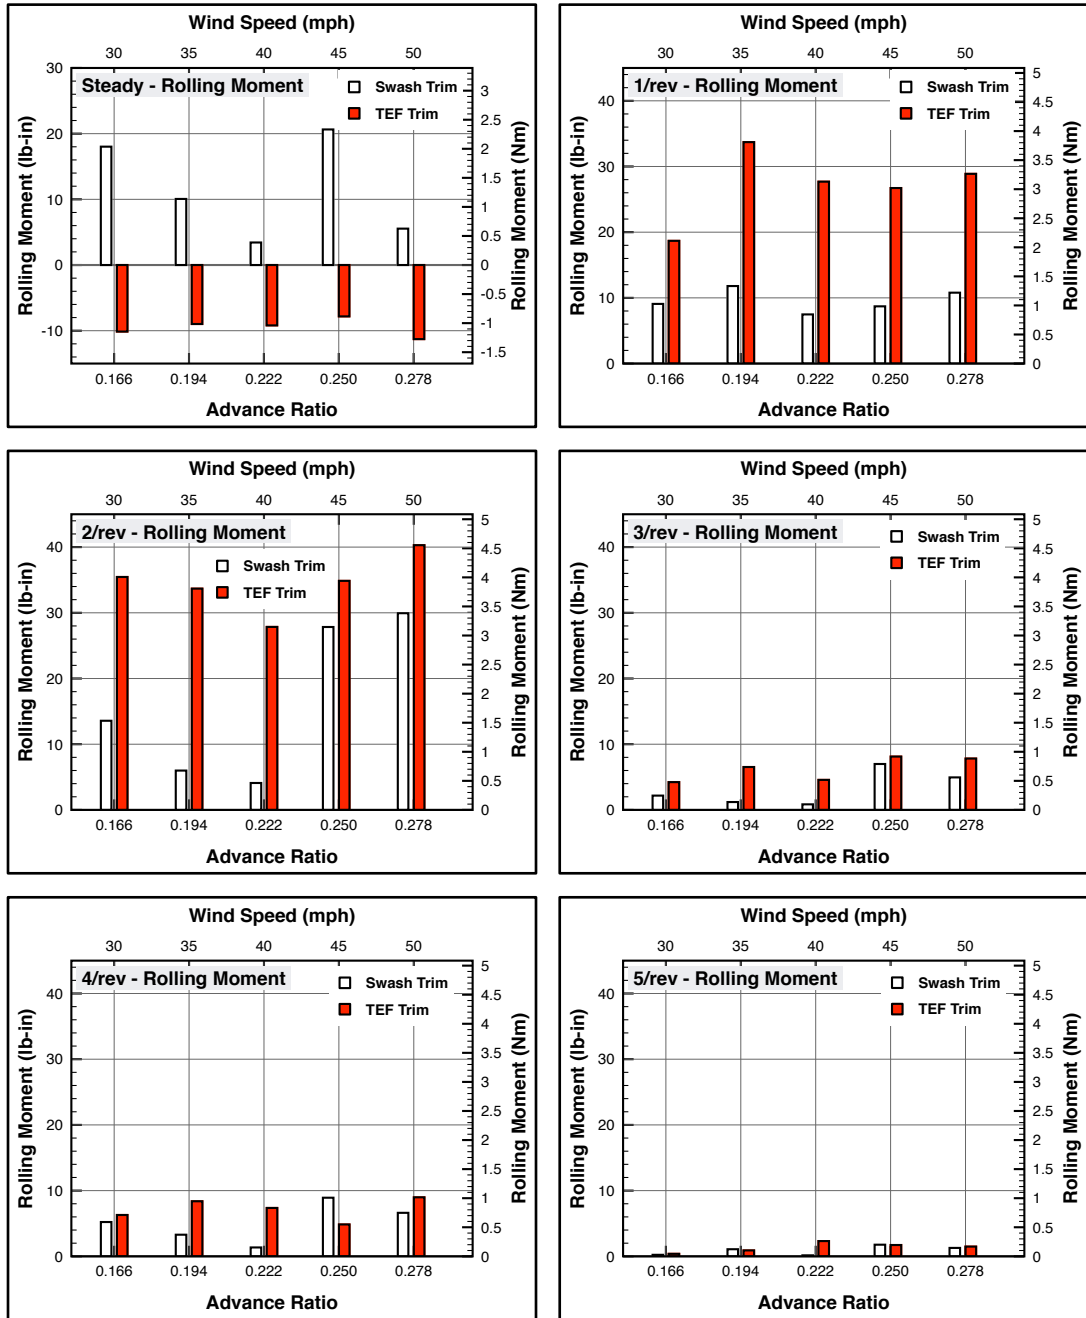 Wind Speed (mph)
30 35 40 45 50
Steady - Rolling Moment
Swash Trim
TEF Trim
Rolling Moment (lb-in)
30
20
10
0
-10
Rolling Moment (Nm)
3
2.5
2
1.5
1
0.5
0
-0.5
-1
-1.5
0.166 0.194 0.222 0.250 0.278
Advance Ratio
Wind Speed (mph)
30 35 40 45 50
1/rev - Rolling Moment
Swash Trim
TEF Trim
Rolling Moment (lb-in)
40
30
20
10
0
Rolling Moment (Nm)
5
4.5
4
3.5
3
2.5
2
1.5
1
0.5
0
0.166 0.194 0.222 0.250 0.278
Advance Ratio
Wind Speed (mph)
30 35 40 45 50
2/rev - Rolling Moment
Swash Trim
TEF Trim
Rolling Moment (lb-in)
40
30
20
10
0
Rolling Moment (Nm)
5
4.5
4
3.5
3
2.5
2
1.5
1
0.5
0
0.166 0.194 0.222 0.250 0.278
Advance Ratio
Wind Speed (mph)
30 35 40 45 50
3/rev - Rolling Moment
Swash Trim
TEF Trim
Rolling Moment (lb-in)
40
30
20
10
0
Rolling Moment (Nm)
5
4.5
4
3.5
3
2.5
2
1.5
1
0.5
0
0.166 0.194 0.222 0.250 0.278
Advance Ratio
Wind Speed (mph)
30 35 40 45 50
4/rev - Rolling Moment
Swash Trim
TEF Trim
Rolling Moment (lb-in)
40
30
20
10
0
Rolling Moment (Nm)
5
4.5
4
3.5
3
2.5
2
1.5
1
0.5
0
0.166 0.194 0.222 0.250 0.278
Advance Ratio
Wind Speed (mph)
30 35 40 45 50
5/rev - Rolling Moment
Swash Trim
TEF Trim
Rolling Moment (lb-in)
40
30
20
10
0
Rolling Moment (Nm)
5
4.5
4
3.5
3
2.5
2
1.5
1
0.5
0
0.166 0.194 0.222 0.250 0.278
Advance Ratio